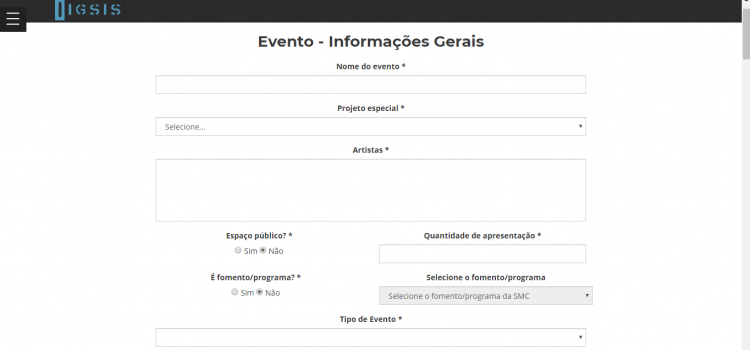 IGSIS
Evento - Informações Gerais
Nome do evento *
Projeto especial *
Selecione...
Artistas *
Espaço público? *
Sim Não
Quantidade de apresentação *
É fomento/programa? *
Sim Não
Selecione o fomento/programa
Selecione o fomento/programa da SMC
Tipo de Evento *